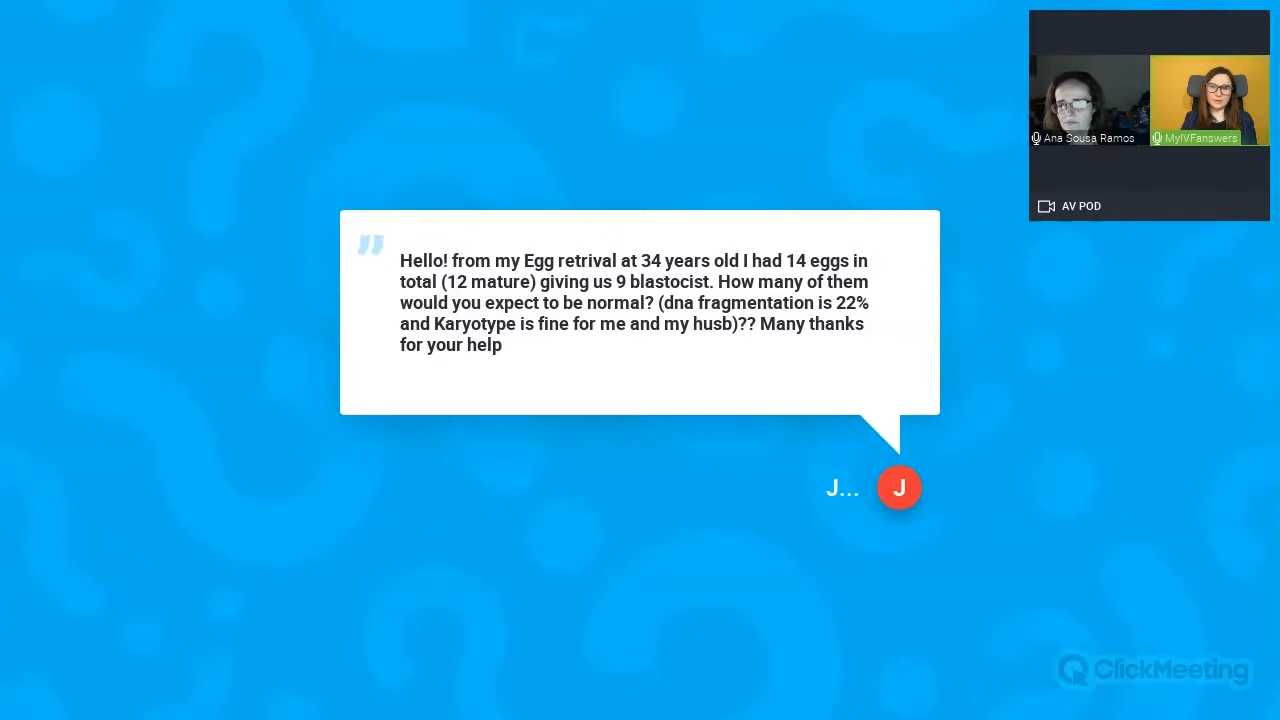 Ana Sousa Ramos
MyIVFanswers
AV POD
Hello! from my Egg retrival at 34 years old I had 14 eggs in
total (12 mature) giving us 9 blastocist. How many of them
would you expect to be normal? (dna fragmentation is 22%
and Karyotype is fine for me and my husb)?? Many thanks
for your help
J...
J
ClickMeeting